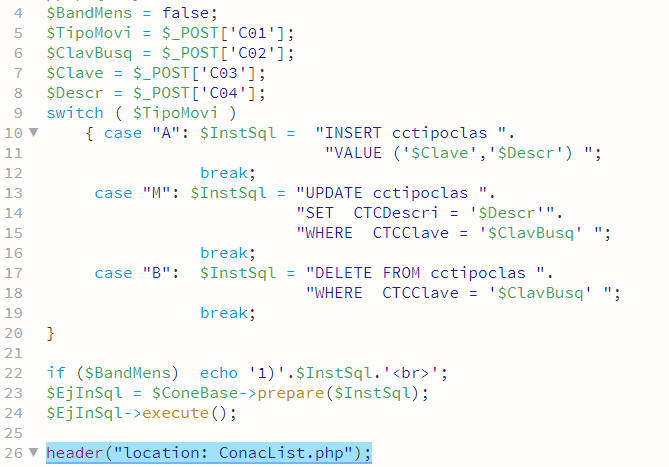 4 $BandMens = false;
5 $TipoMovi = $_POST['C01'];
6 $ClavBusq = $_POST['C02'];
7 $Clave = $_POST['C03'];
8 $Descr = $_POST['C04'];
9 switch ( $TipoMovi )
10 { case "A": $InstSql =  "INSERT cctipoclas ".
11 "VALUE ('$Clave','$Descr') ";
12 break;
13 case "M": $InstSql = "UPDATE cctipoclas ".
14 "SET  CTCDescri = '$Descr'".
15 "WHERE  CTCClave = '$ClavBusq' ";
16 break;
17 case "B":  $InstSql = "DELETE FROM cctipoclas ".
18 "WHERE  CTCClave = '$ClavBusq' ";
19 break;
20 }
21
22 if ($BandMens)  echo '1)'.$InstSql.'<br>';
23 $EjInSql = $ConeBase->prepare($InstSql);
24 $EjInSql->execute();
25
26 header("location: ConacList.php");